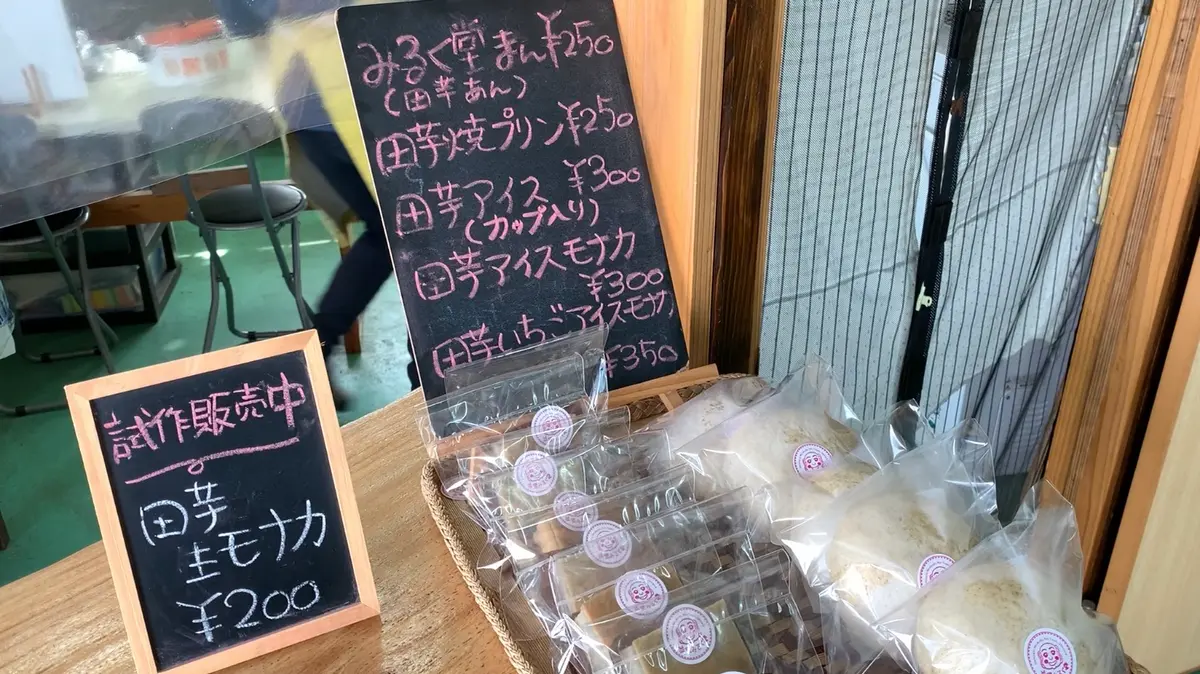 みるく堂まん¥250
(田芋あん)
田芋焼プリン¥250
田芋アイス ¥300
(カップ入り)
田芋アイスモナカ
¥300
田芋いちごアイスモナカ
¥350
試作販売中
田芋
生モナカ
¥200